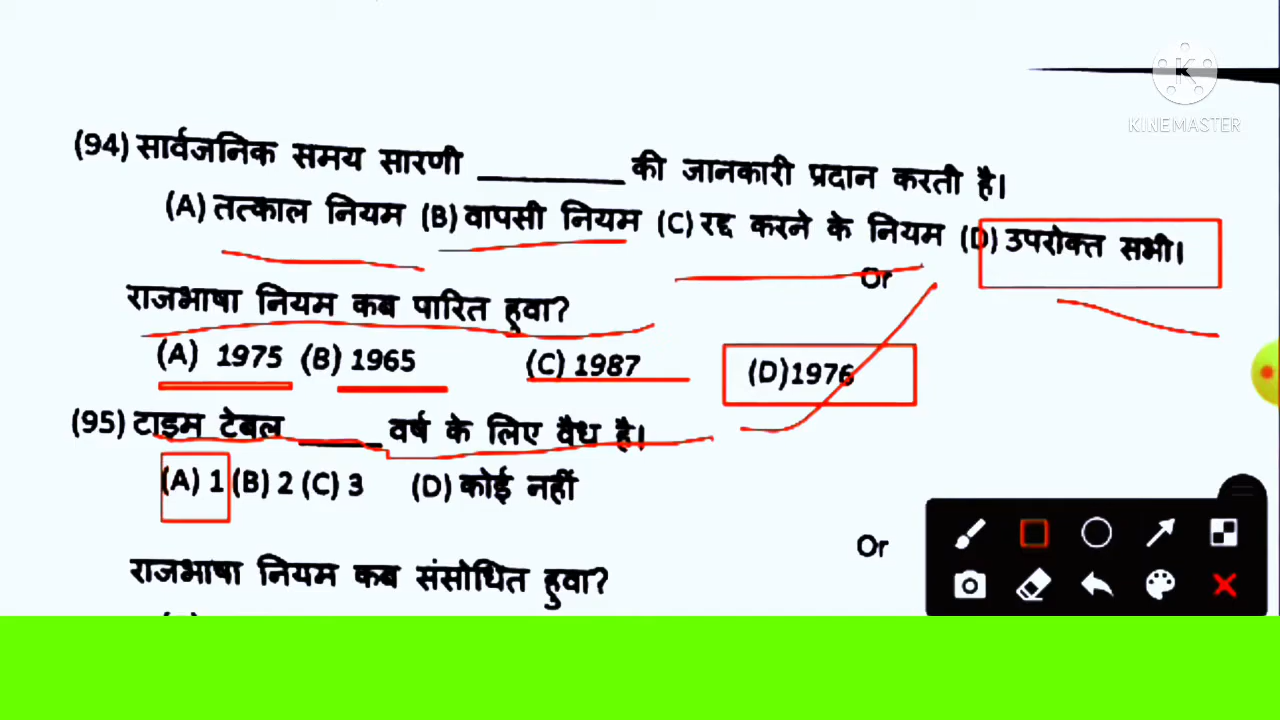 KINEMASTER
(94) सार्वजनिक समय सारणी ________ की जानकारी प्रदान करती है।
(A) तत्काल नियम (B) वापसी नियम (C) रद्द करने के नियम (D) उपरोक्त सभी।
Or
राजभाषा नियम कब पारित हुवा?
(A) 1975 (B) 1965 (C) 1987 (D)1976
(95) टाइम टेबल ______ वर्ष के लिए वैध है।
(A) 1 (B) 2 (C) 3 (D) कोई नहीं
Or
राजभाषा नियम कब संसोधित हुवा?